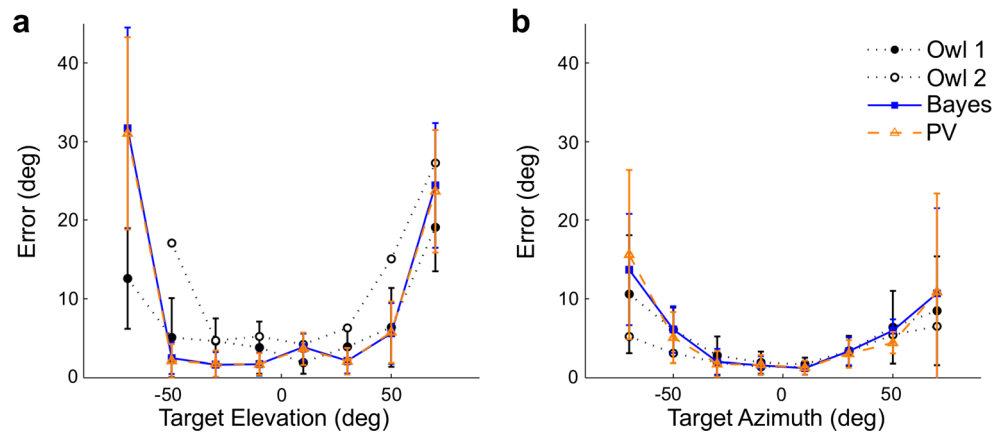 a
40
30
20
10
0
Error (deg)
-50
0
50
Target Elevation (deg)
b
40
30
20
10
0
Error (deg)
-50
0
50
Target Azimuth (deg)
Owl 1
Owl 2
Bayes
PV